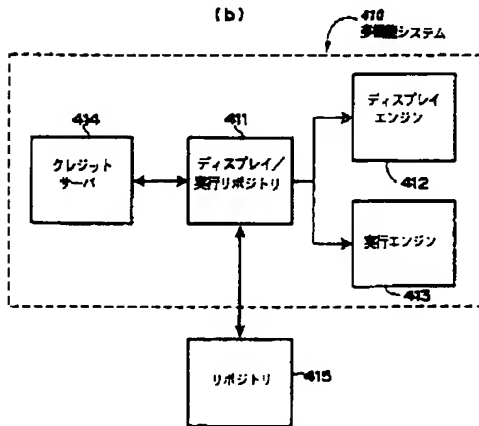 (b)
410
多機能システム
414
クレジット
サーバ
411
ディスプレイ/
実行リポジトリ
ディスプレイ
エンジン
412
実行エンジン
413
リポジトリ
415